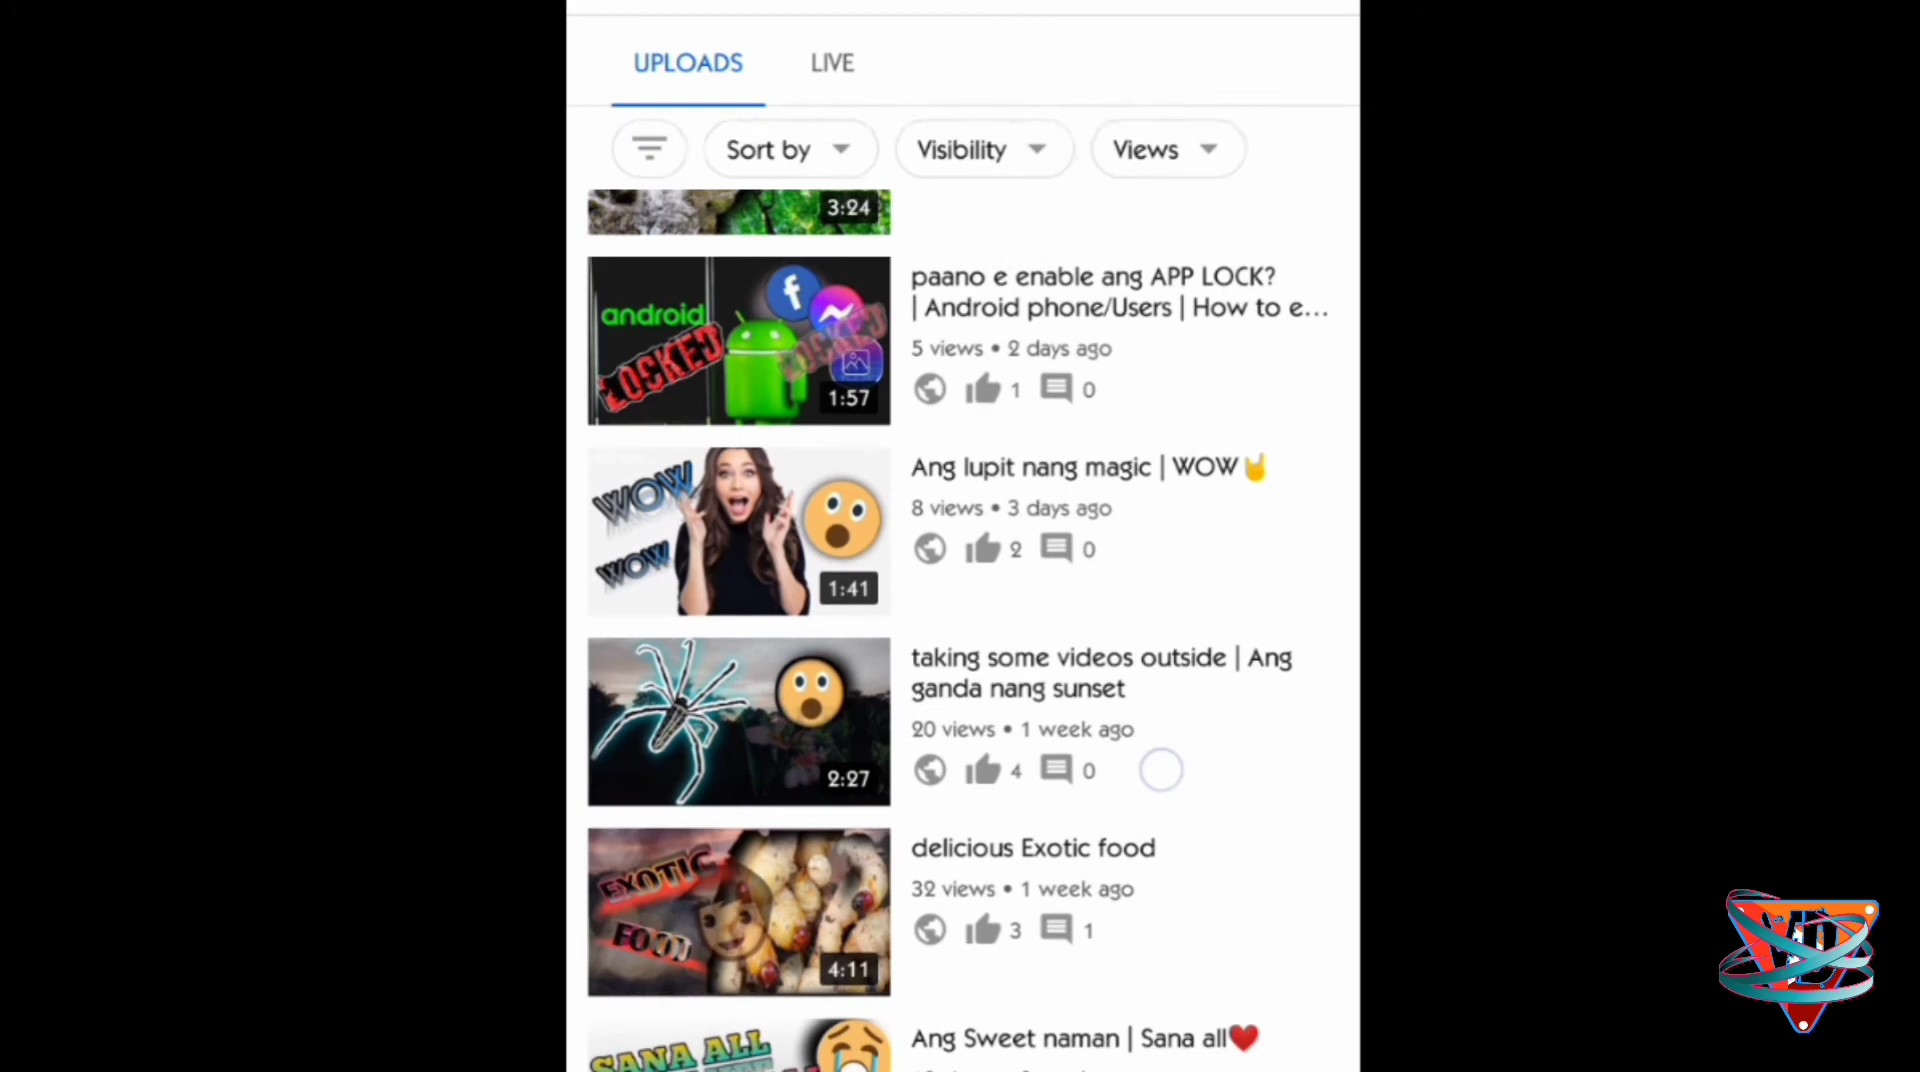 UPLOADS LIVE
Sort by Visibility Views
3:24
android
LOCKED
LOCKED
1:57
paano e enable ang APP LOCK?
| Android phone/Users | How to e...
5 views • 2 days ago
1 0
WOW
WOW
1:41
Ang lupit nang magic | WOW🤘
8 views • 3 days ago
2 0
2:27
taking some videos outside | Ang
ganda nang sunset
20 views • 1 week ago
4 0
EXOTIC
FOOD
4:11
delicious Exotic food
32 views • 1 week ago
3 1
SANA ALL
Ang Sweet naman | Sana all❤️